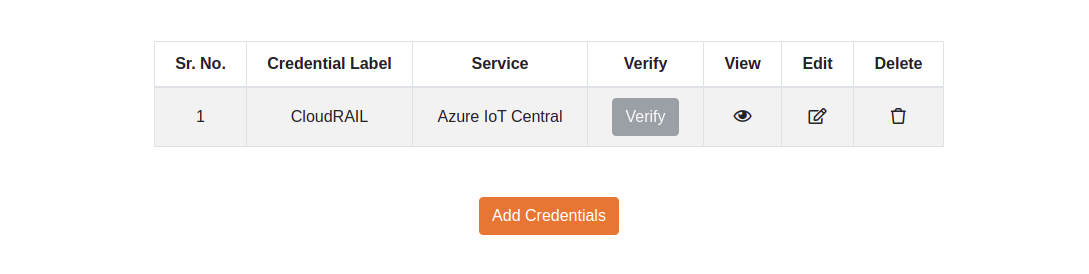 Sr. No. Credential Label Service Verify View Edit Delete
1 CloudRAIL Azure IoT Central Verify
Add Credentials